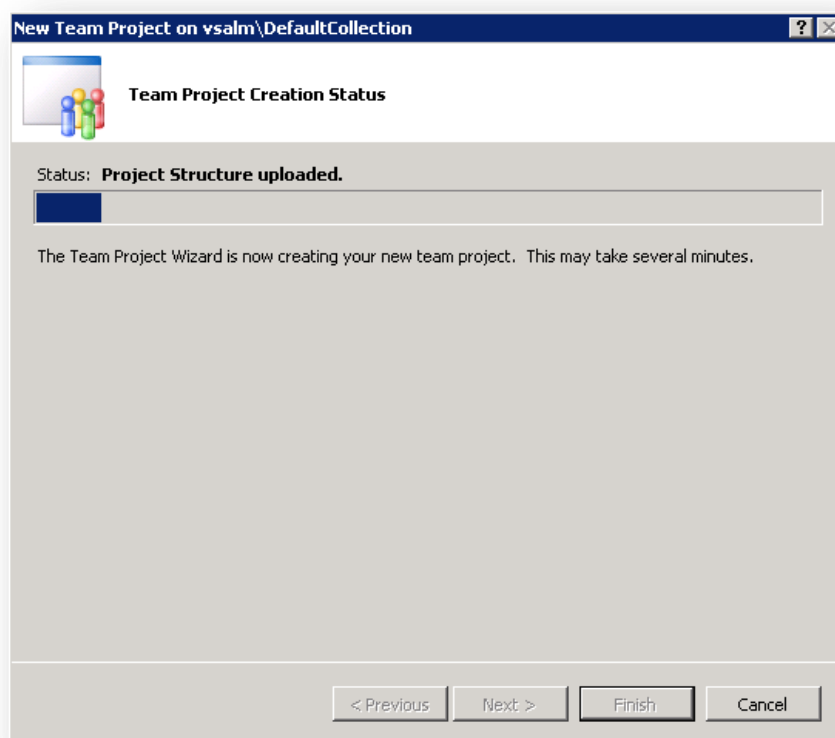 New Team Project on vsalm\DefaultCollection
Team Project Creation Status
Status: Project Structure uploaded.
The Team Project Wizard is now creating your new team project. This may take several minutes.
< Previous Next > Finish Cancel